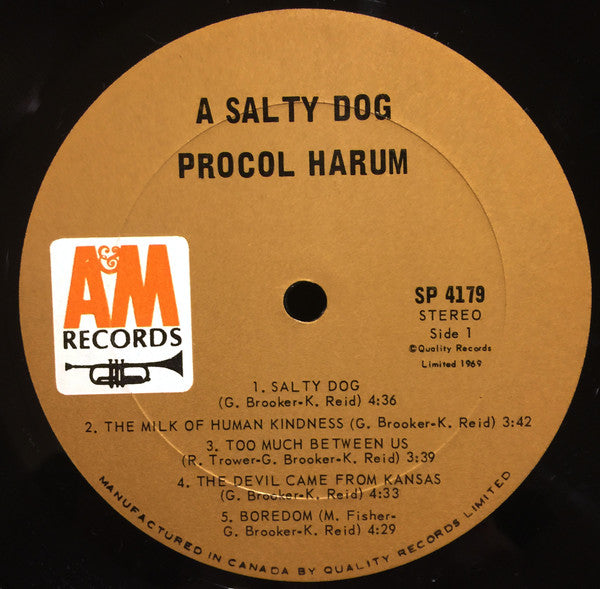 A SALTY DOG
PROCOL HARUM
A&M
RECORDS
SP 4179
STEREO
Side 1
©Quality Records
Limited 1969
1. SALTY DOG
(G. Brooker-K. Reid) 4:36
2. THE MILK OF HUMAN KINDNESS (G. Brooker-K. Reid) 3:42
3. TOO MUCH BETWEEN US
(R. Trower-G. Brooker-K. Reid) 3:39
4. THE DEVIL CAME FROM KANSAS
(G. Brooker-K. Reid) 4:33
5. BOREDOM (M. Fisher-
G. Brooker-K. Reid) 4:29
MANUFACTURED IN CANADA BY QUALITY RECORDS LIMITED